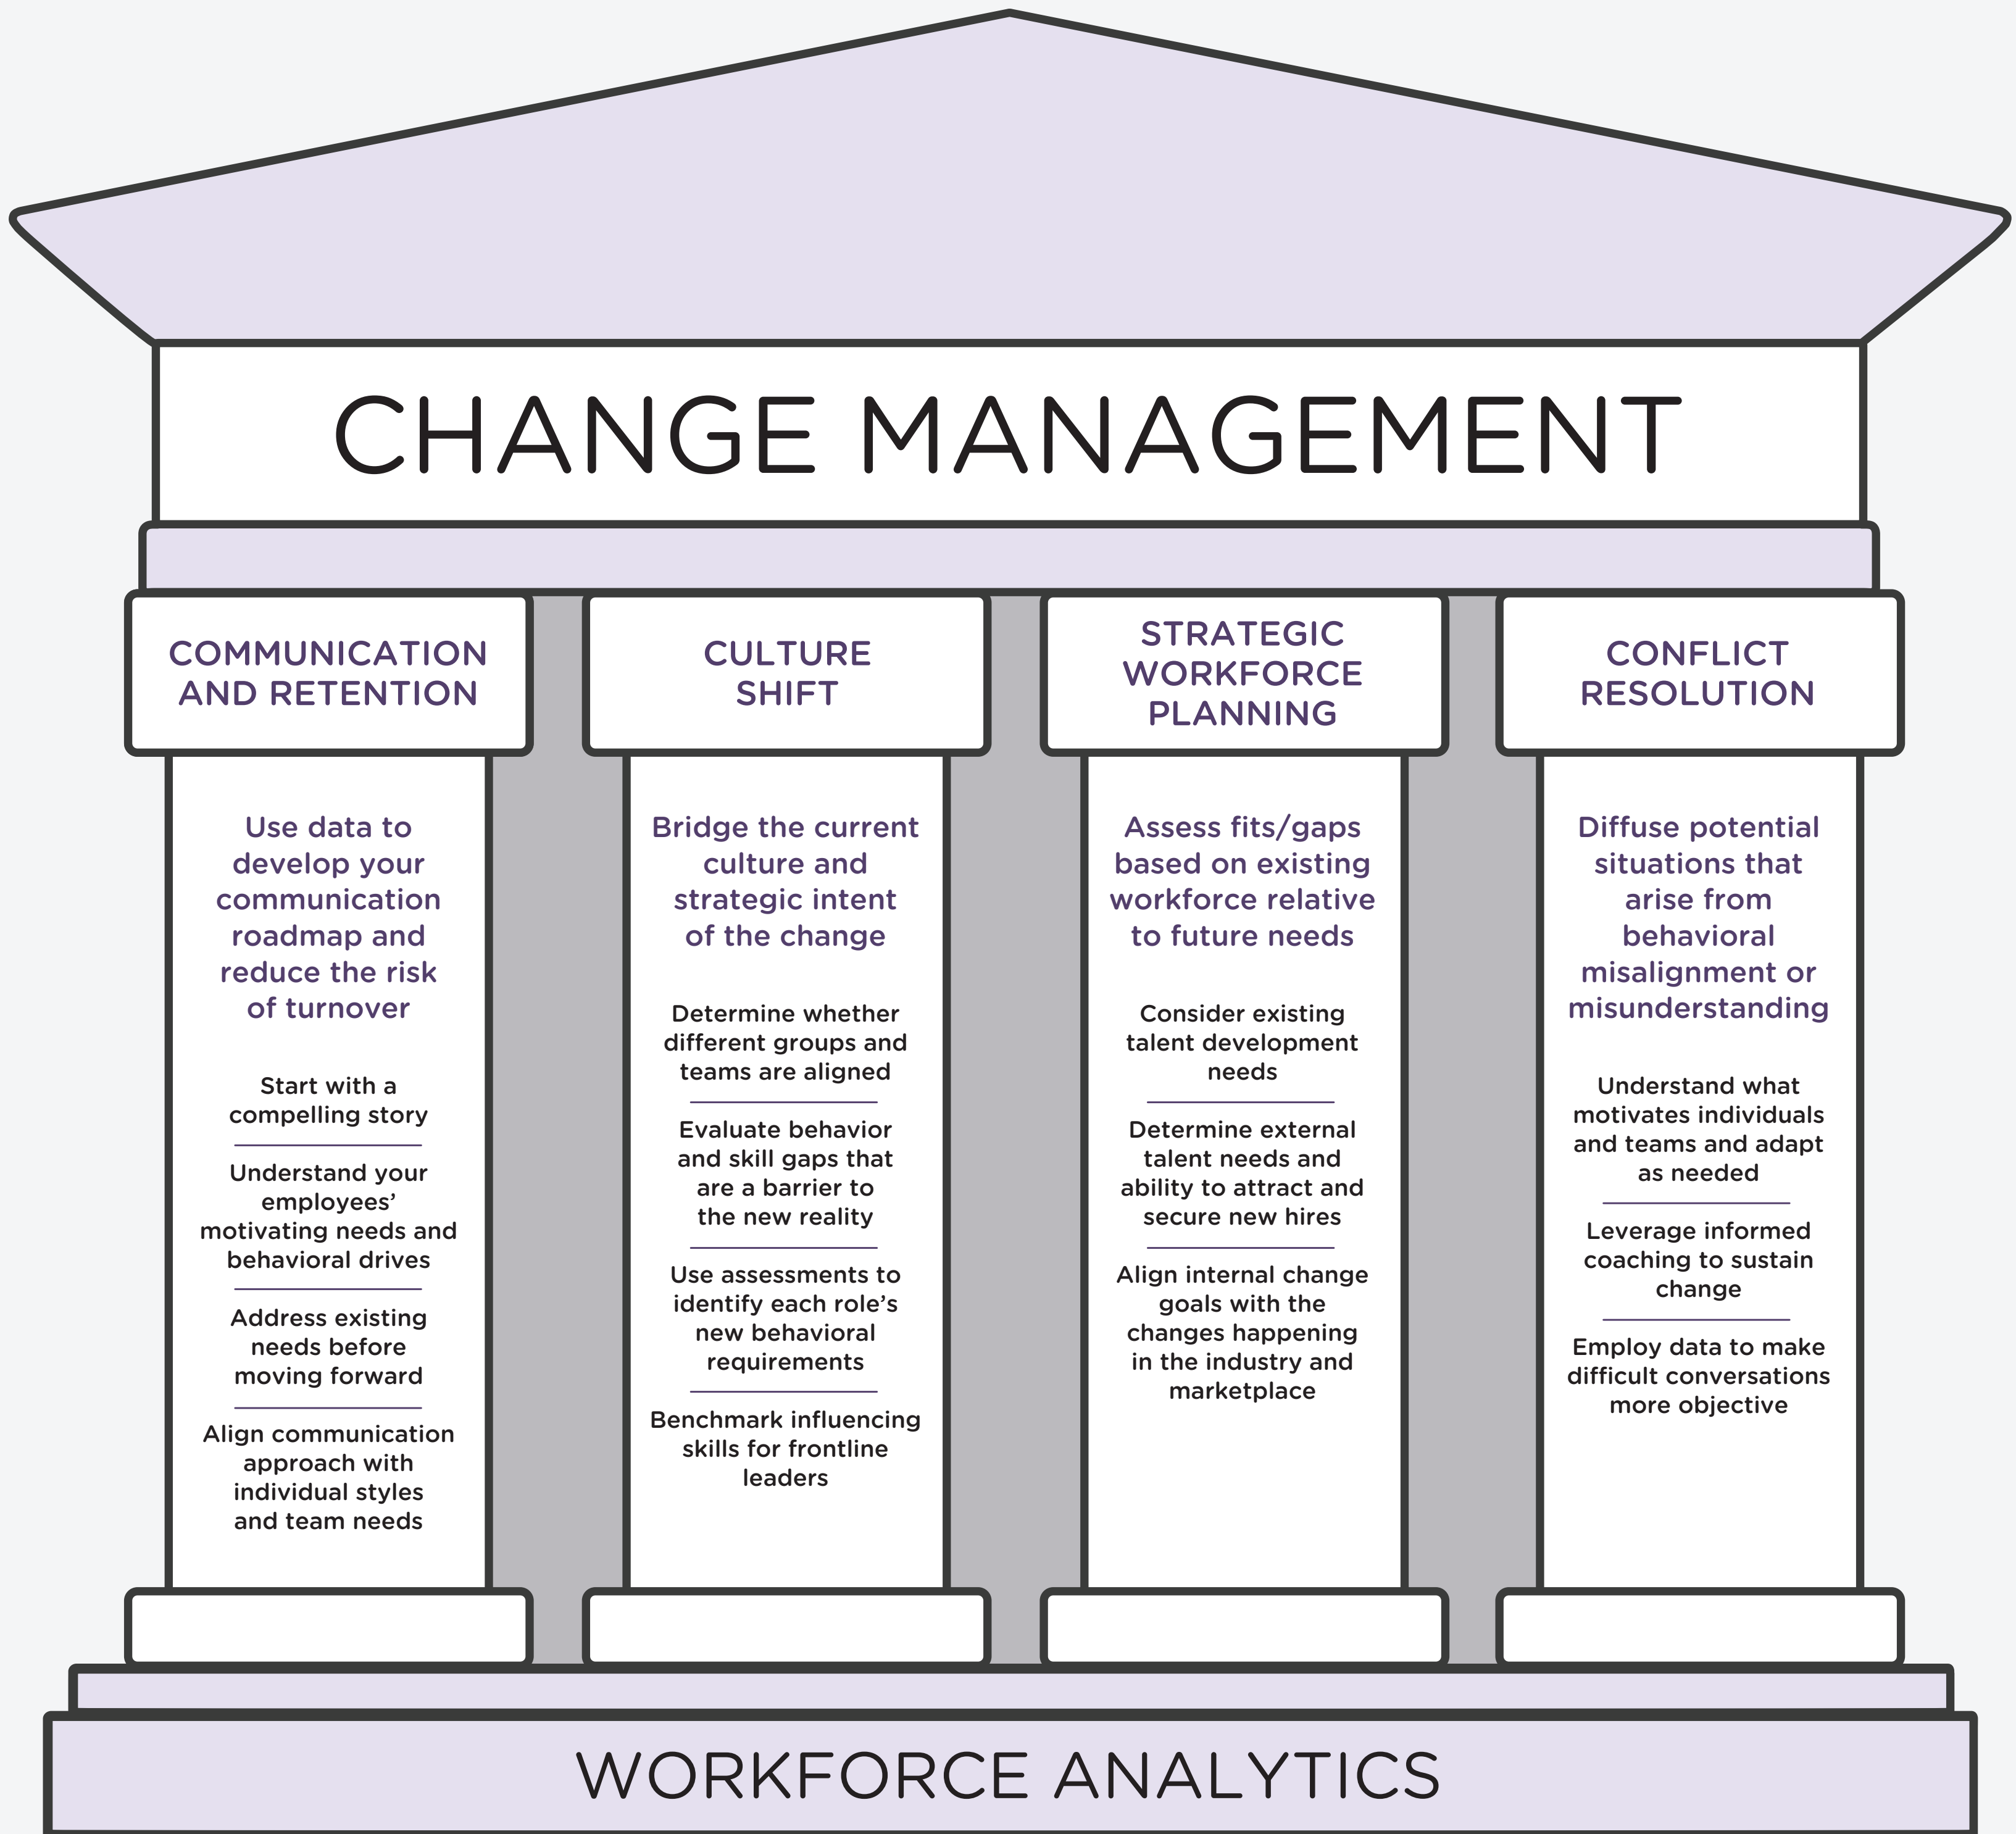 CHANGE MANAGEMENT
COMMUNICATION
AND RETENTION
Use data to
develop your
communication
roadmap and
reduce the risk
of turnover
Start with a
compelling story
Understand your
employees’
motivating needs and
behavioral drives
Address existing
needs before
moving forward
Align communication
approach with
individual styles
and team needs
CULTURE
SHIFT
Bridge the current
culture and
strategic intent
of the change
Determine whether
different groups and
teams are aligned
Evaluate behavior
and skill gaps that
are a barrier to
the new reality
Use assessments to
identify each role’s
new behavioral
requirements
Benchmark influencing
skills for frontline
leaders
STRATEGIC
WORKFORCE
PLANNING
Assess fits/gaps
based on existing
workforce relative
to future needs
Consider existing
talent development
needs
Determine external
talent needs and
ability to attract and
secure new hires
Align internal change
goals with the
changes happening
in the industry and
marketplace
CONFLICT
RESOLUTION
Diffuse potential
situations that
arise from
behavioral
misalignment or
misunderstanding
Understand what
motivates individuals
and teams and adapt
as needed
Leverage informed
coaching to sustain
change
Employ data to make
difficult conversations
more objective
WORKFORCE ANALYTICS